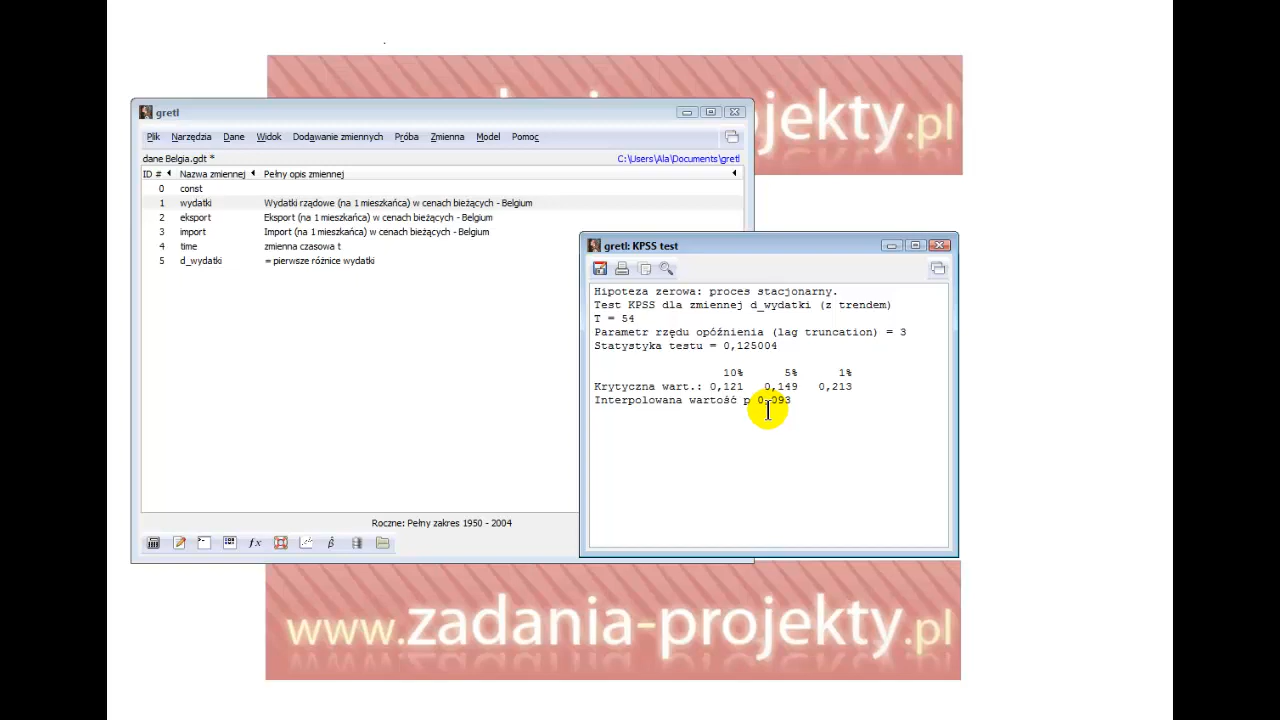 projekty.pl
gretl
Plik Narzędzia Dane Widok Dodawanie zmiennych Próba Zmienna Model Pomoc
dane Belgia.gdt * C:\Users\Ala\Documents\gretl
ID # Nazwa zmiennej Pełny opis zmiennej
0 const
1 wydatki Wydatki rządowe (na 1 mieszkańca) w cenach bieżących - Belgium
2 eksport Eksport (na 1 mieszkańca) w cenach bieżących - Belgium
3 import Import (na 1 mieszkańca) w cenach bieżących - Belgium
4 time zmienna czasowa t
5 d_wydatki = pierwsze różnice wydatki
Roczne: Pełny zakres 1950 - 2004
gretl: KPSS test
Hipoteza zerowa: proces stacjonarny.
Test KPSS dla zmiennej d_wydatki (z trendem)
T = 54
Parametr rzędu opóźnienia (lag truncation) = 3
Statystyka testu = 0,125004
10% 5% 1%
Krytyczna wart.: 0,121 0,149 0,213
Interpolowana wartość p 0,093
www.zadania-projekty.pl